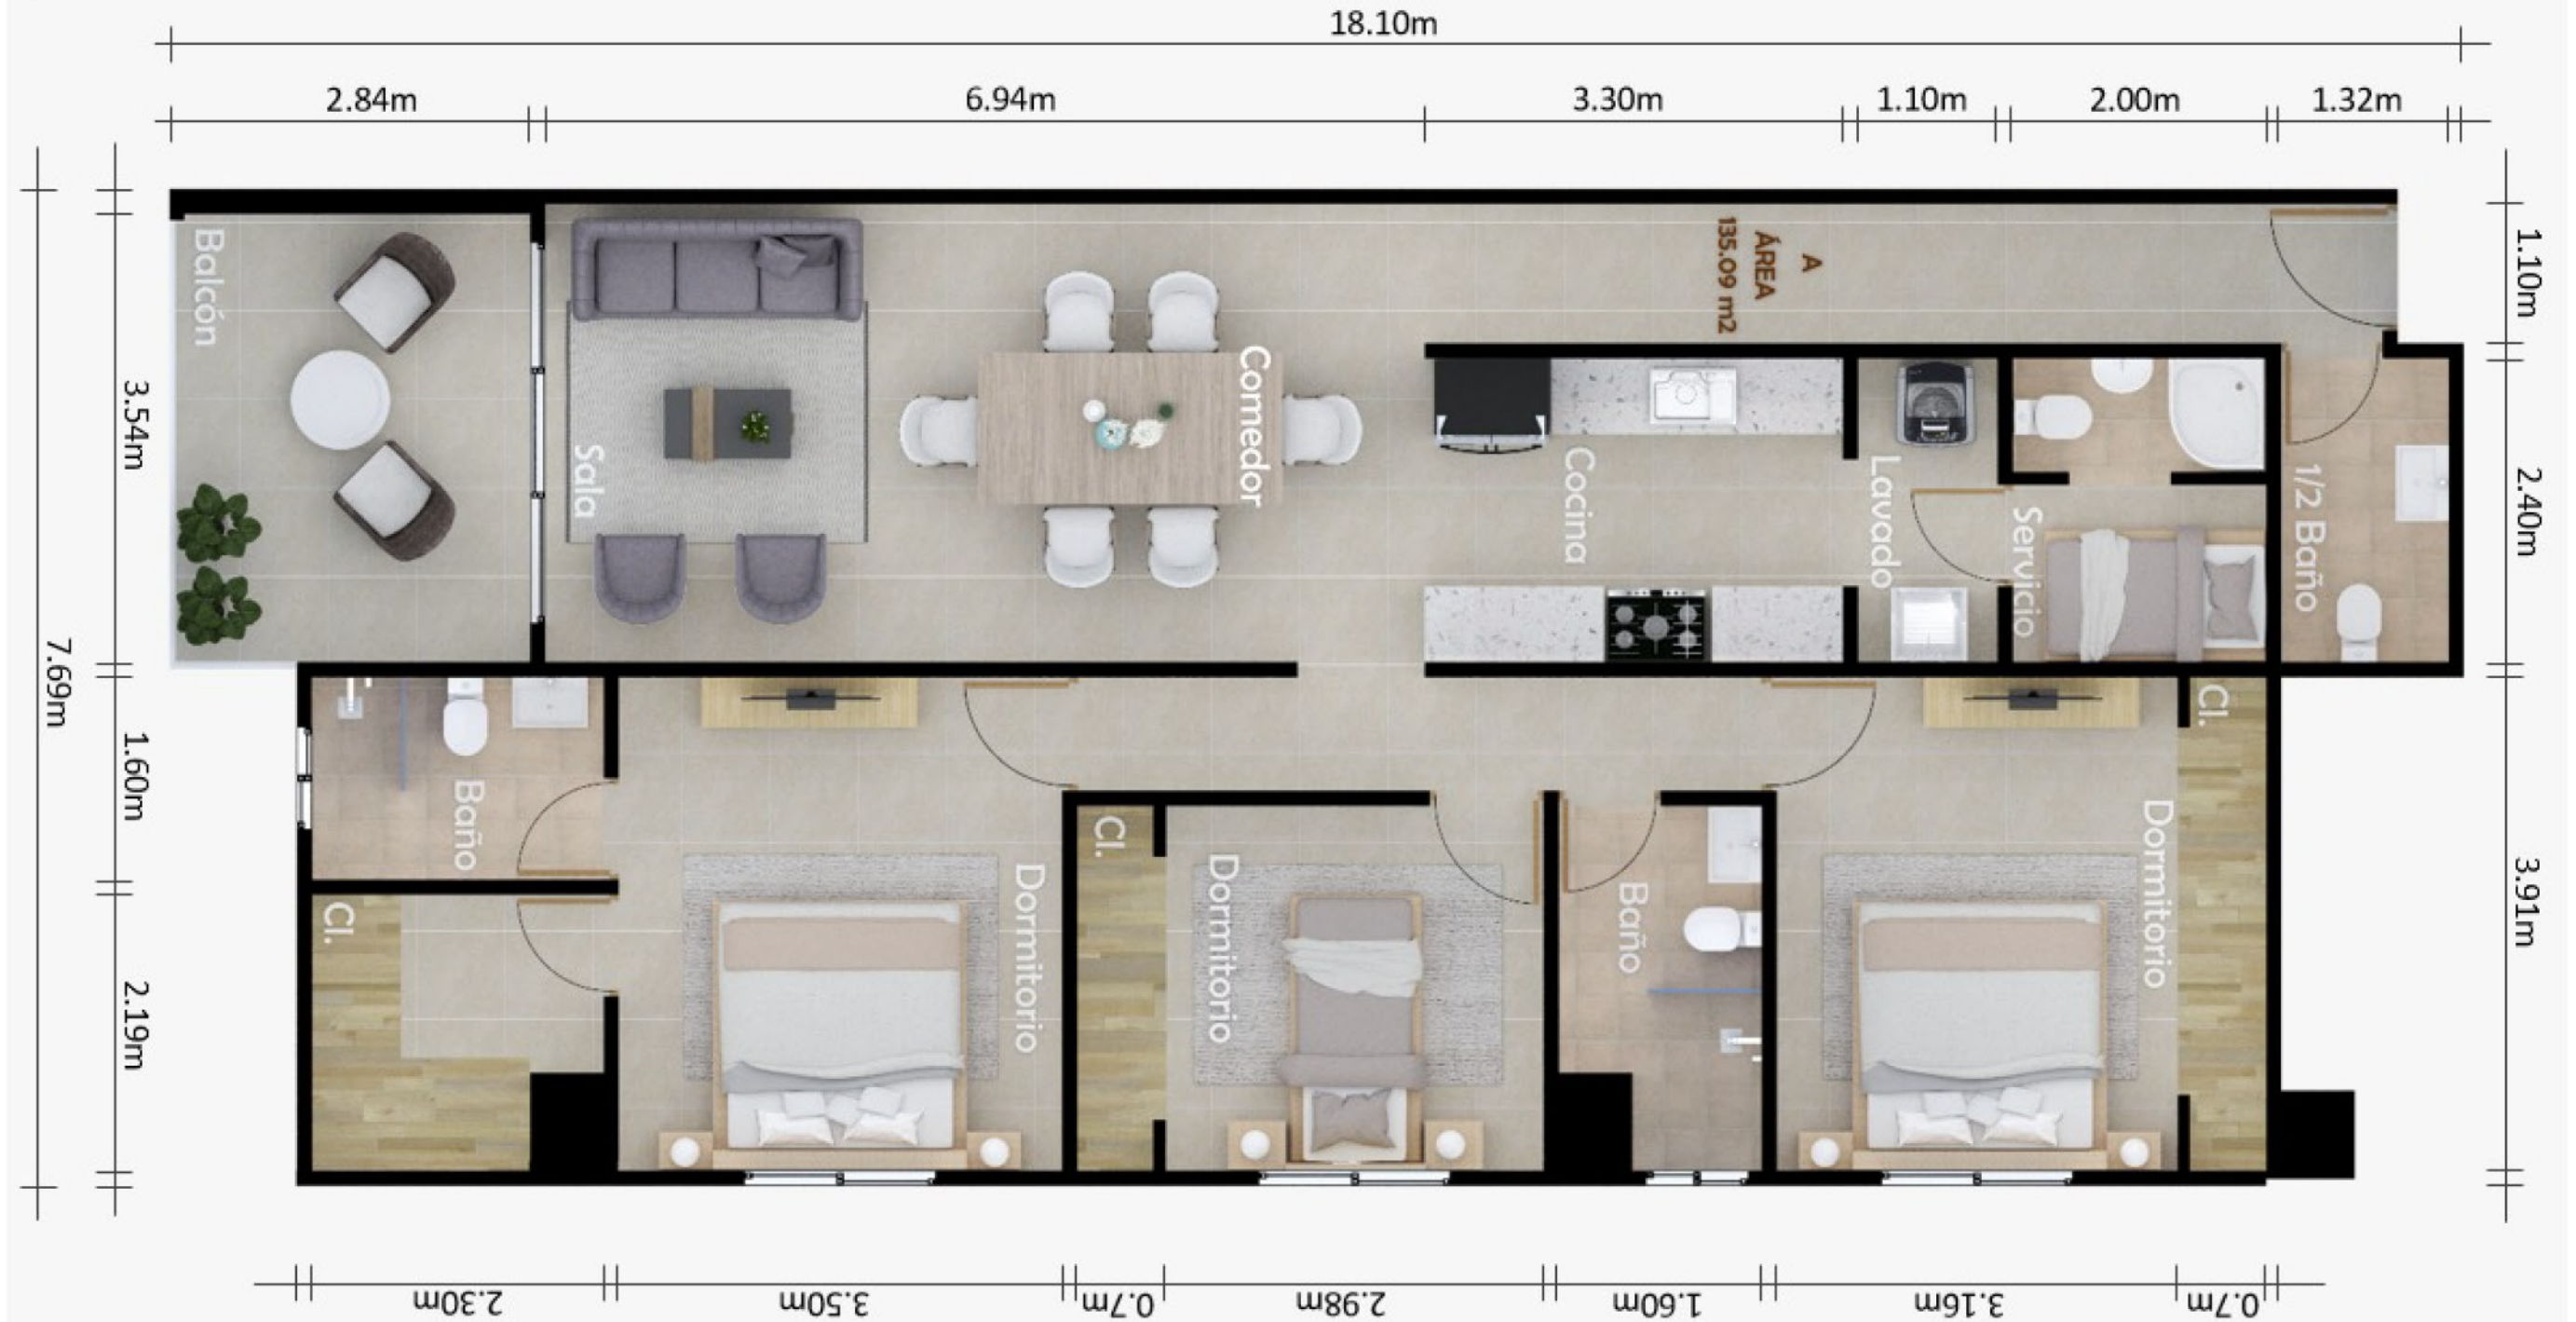 18.10m
2.84m
6.94m
3.30m
1.10m
2.00m
1.32m
7.69m
3.54m
1.60m
2.19m
1.10m
2.40m
3.91m
Balcón
Sala
Comedor
A
ÁREA
135.09 m2
Cocina
Lavado
Servicio
1/2 Baño
Baño
Cl.
Dormitorio
Cl.
Dormitorio
Baño
Dormitorio
Cl.
2.30m
3.50m
0.7m
2.98m
1.60m
3.16m
0.7m